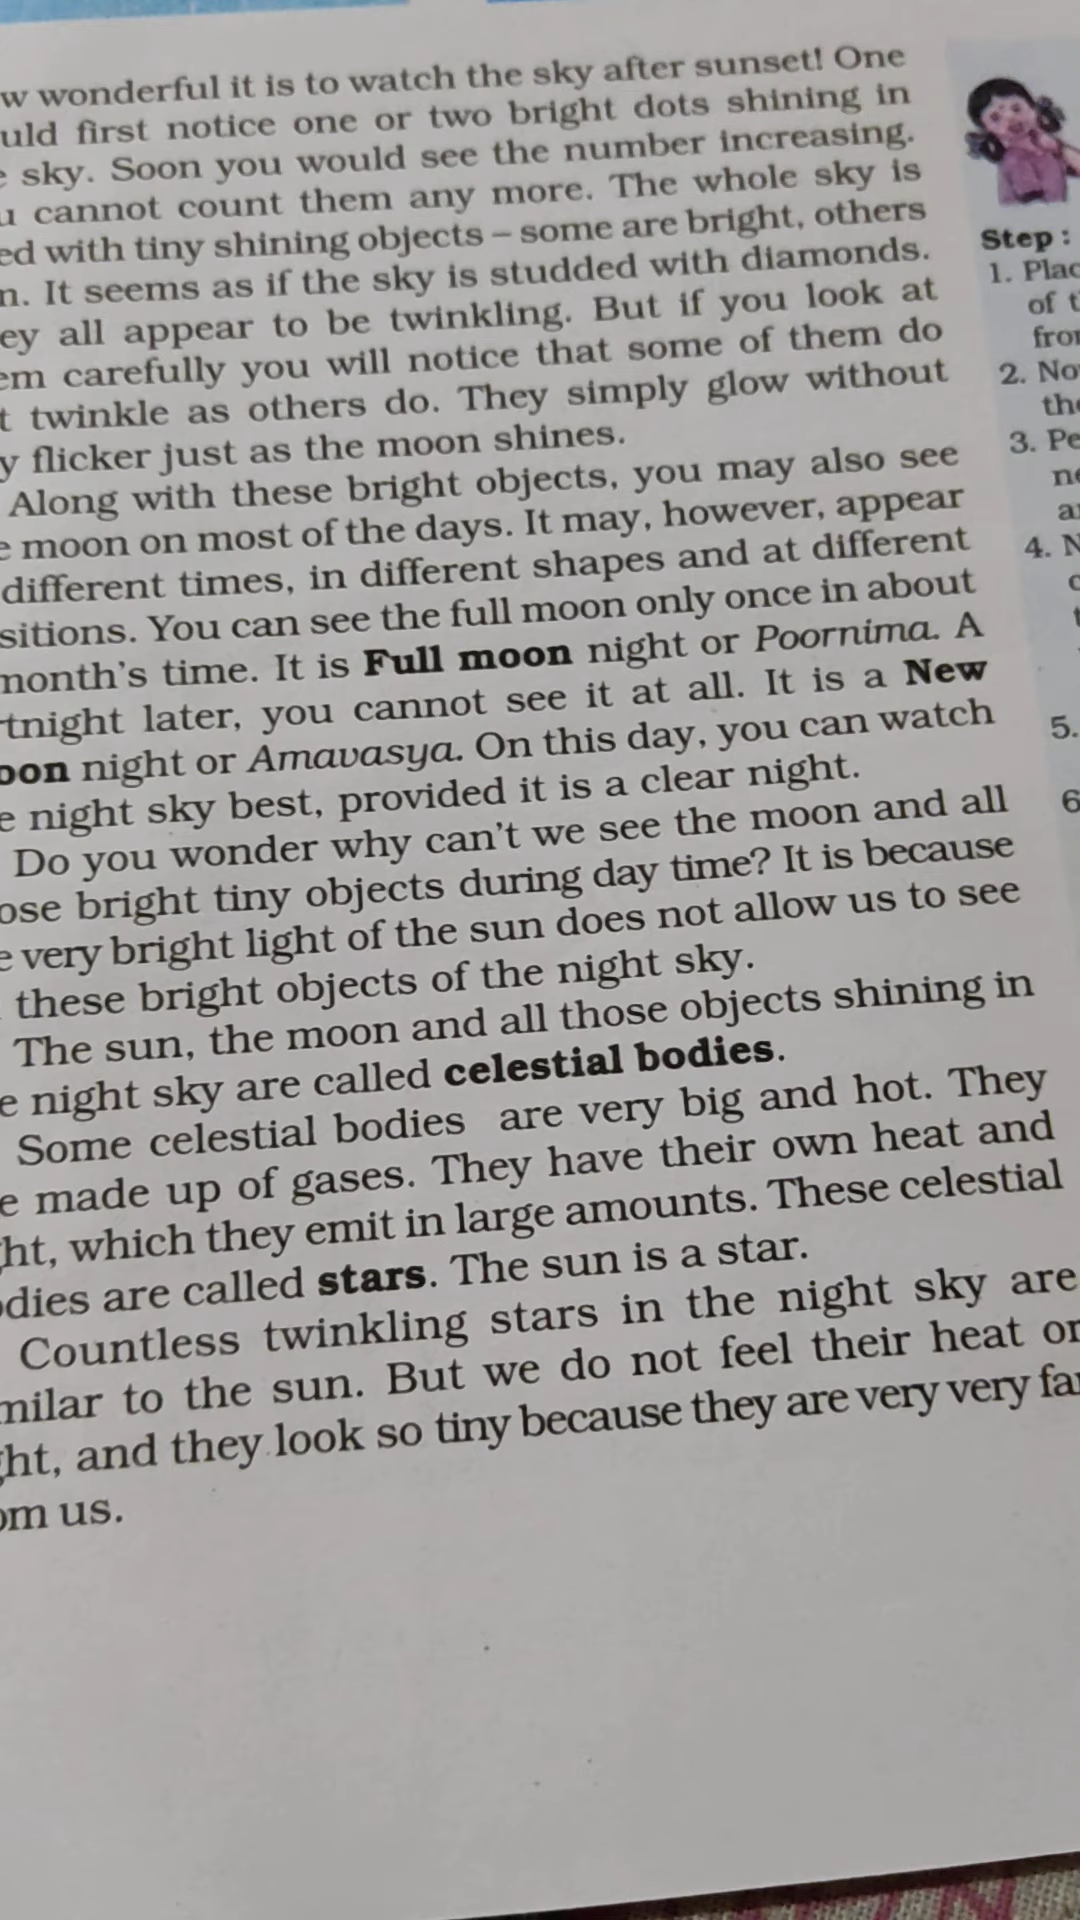 w wonderful it is to watch the sky after sunset! One
uld first notice one or two bright dots shining in
e sky. Soon you would see the number increasing.
u cannot count them any more. The whole sky is
ed with tiny shining objects – some are bright, others
n. It seems as if the sky is studded with diamonds.
ey all appear to be twinkling. But if you look at
em carefully you will notice that some of them do
t twinkle as others do. They simply glow without
y flicker just as the moon shines.
Along with these bright objects, you may also see
e moon on most of the days. It may, however, appear
different times, in different shapes and at different
sitions. You can see the full moon only once in about
month's time. It is Full moon night or Poornima. A
tnight later, you cannot see it at all. It is a New
oon night or Amavasya. On this day, you can watch
e night sky best, provided it is a clear night.
Do you wonder why can't we see the moon and all
ose bright tiny objects during day time? It is because
e very bright light of the sun does not allow us to see
these bright objects of the night sky.
The sun, the moon and all those objects shining in
e night sky are called celestial bodies.
Some celestial bodies are very big and hot. They
e made up of gases. They have their own heat and
ht, which they emit in large amounts. These celestial
dies are called stars. The sun is a star.
Countless twinkling stars in the night sky are
milar to the sun. But we do not feel their heat or
ght, and they look so tiny because they are very very far
om us.
Step :
1. Plac
of t
fror
2. No
the
3. Pe
ne
a
4. N
c
t
5.
6